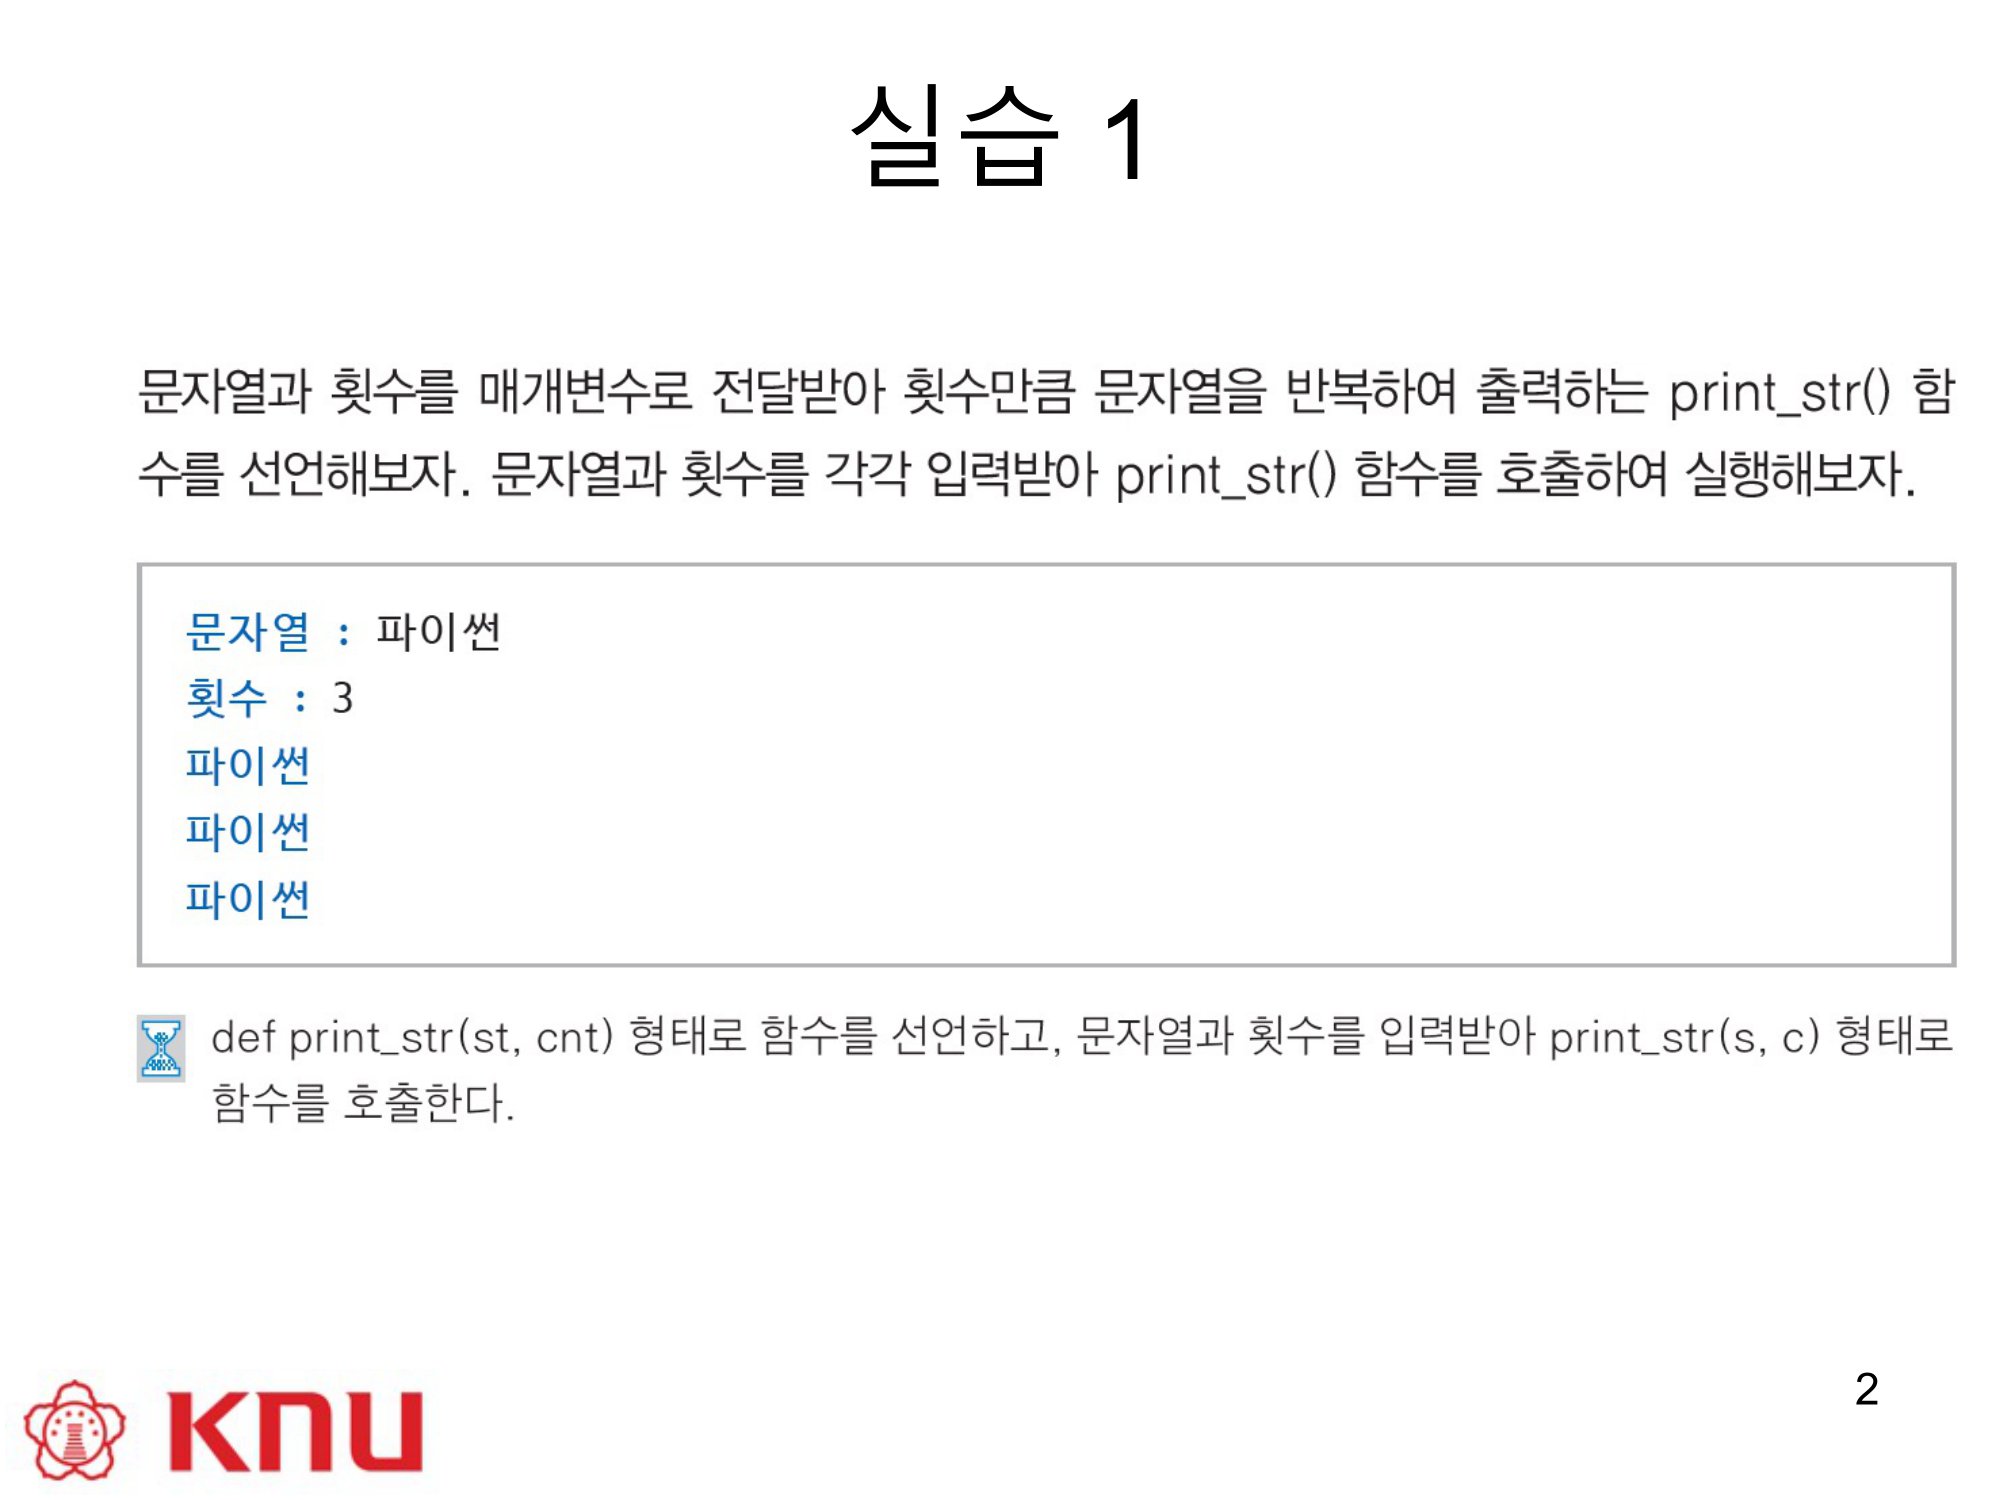 실습 1
문자열과 횟수를 매개변수로 전달받아 횟수만큼 문자열을 반복하여 출력하는 print_str() 함
수를 선언해보자. 문자열과 횟수를 각각 입력받아 print_str() 함수를 호출하여 실행해보자.
문자열 : 파이썬
횟수 : 3
파이썬
파이썬
파이썬
def print_str(st, cnt) 형태로 함수를 선언하고, 문자열과 횟수를 입력받아 print_str(s, c) 형태로
함수를 호출한다.
KNU
2